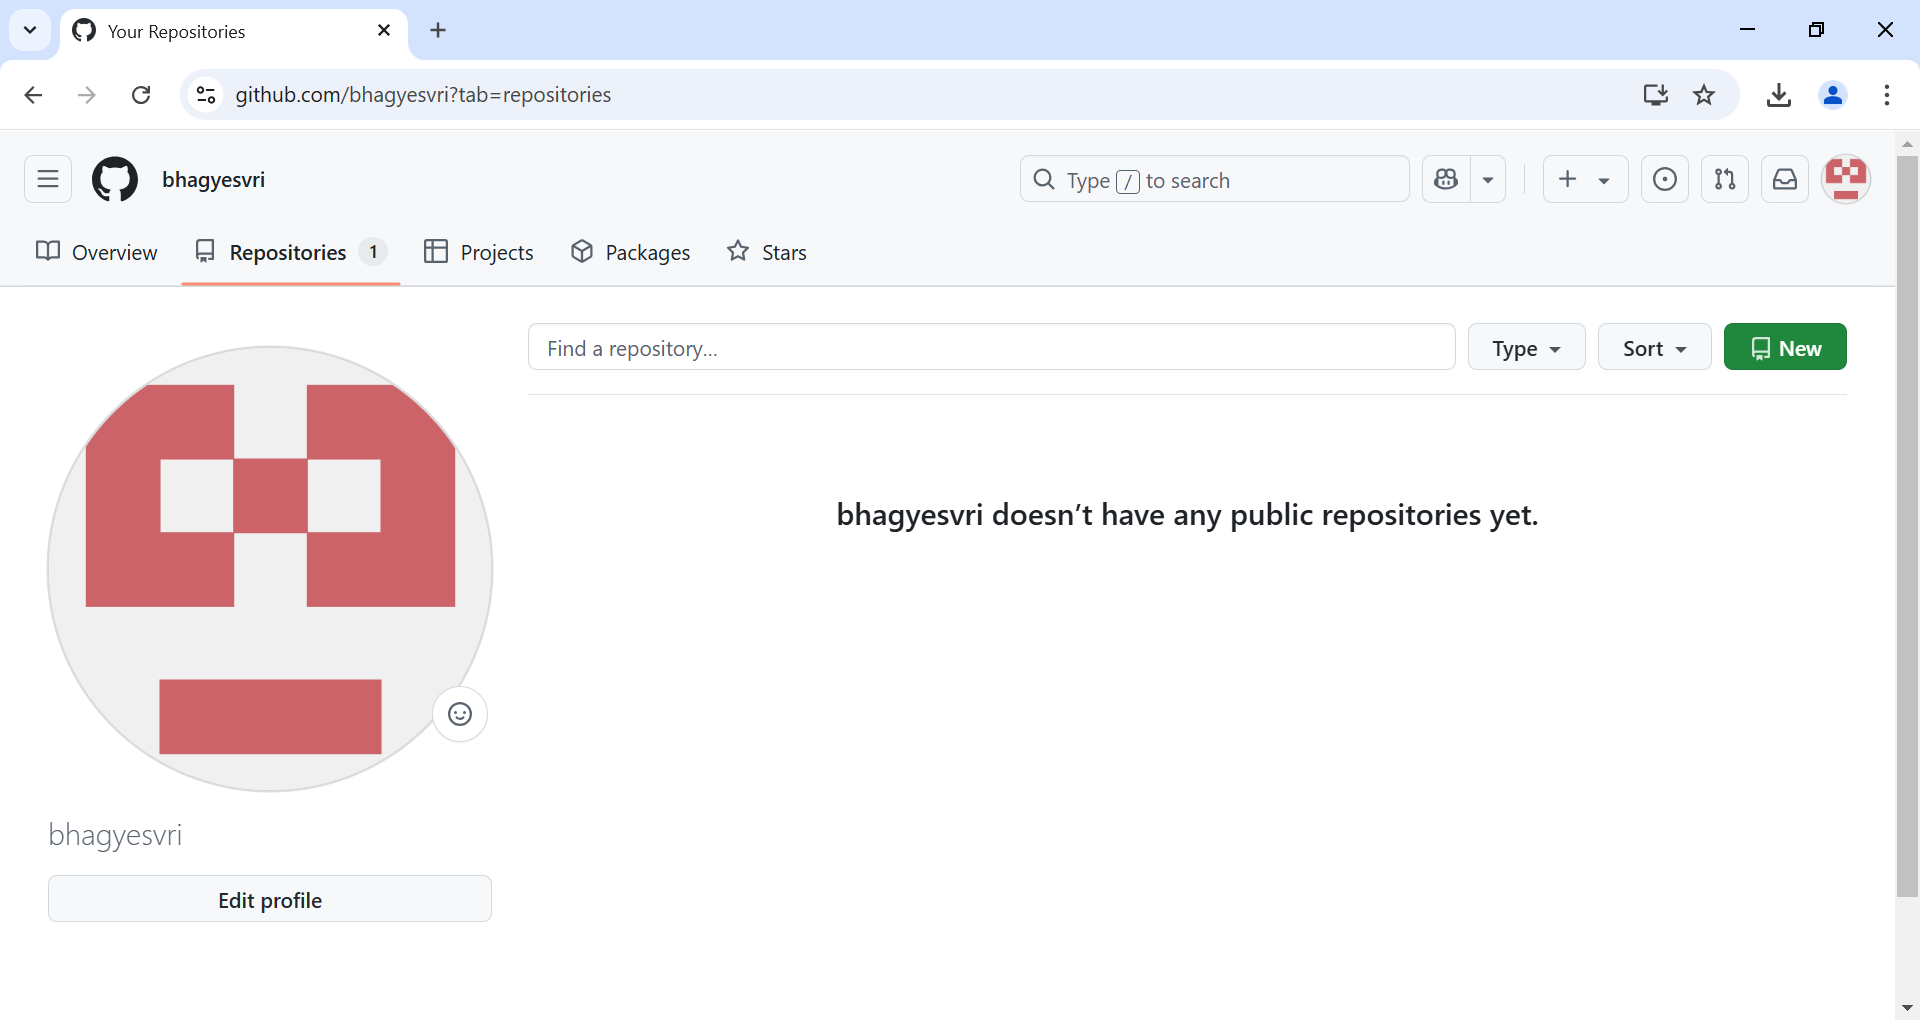 Your Repositories
github.com/bhagyesvri?tab=repositories
bhagyesvri
Type / to search
Overview
Repositories 1
Projects
Packages
Stars
Find a repository...
Type
Sort
New
bhagyesvri doesn’t have any public repositories yet.
bhagyesvri
Edit profile